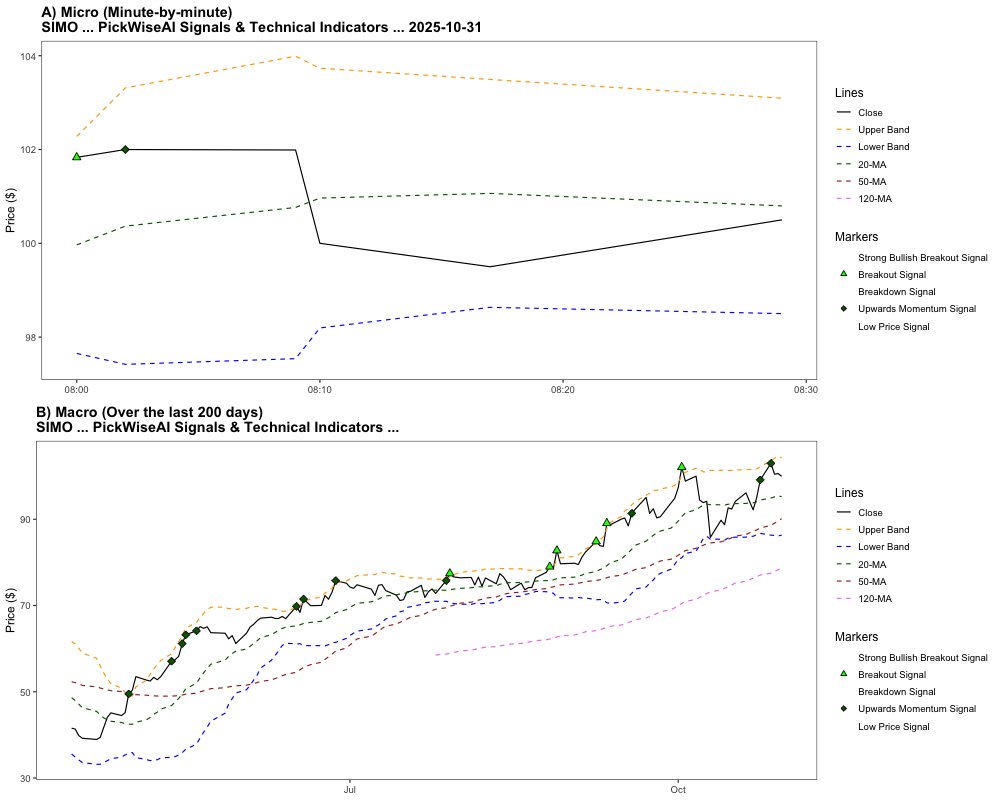 A) Micro (Minute-by-minute)
SIMO ... PickWiseAI Signals & Technical Indicators ... 2025-10-31
104
102
100
98
Price ($)
08:00
08:10
08:20
08:30
Lines
Close
Upper Band
Lower Band
20-MA
50-MA
120-MA
Markers
Strong Bullish Breakout Signal
Breakout Signal
Breakdown Signal
Upwards Momentum Signal
Low Price Signal
B) Macro (Over the last 200 days)
SIMO ... PickWiseAI Signals & Technical Indicators ...
90
70
50
30
Price ($)
Jul
Oct
Lines
Close
Upper Band
Lower Band
20-MA
50-MA
120-MA
Markers
Strong Bullish Breakout Signal
Breakout Signal
Breakdown Signal
Upwards Momentum Signal
Low Price Signal